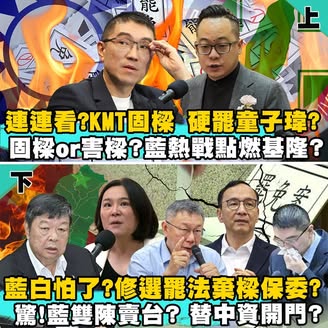 上
連連看?KMT固樑 硬罷童子瑋?
固樑or害樑?藍熱戰點燃基隆?
下
罷免
藍白怕了?修選罷法棄樑保委?
驚!藍雙陳賣台? 替中資開門?